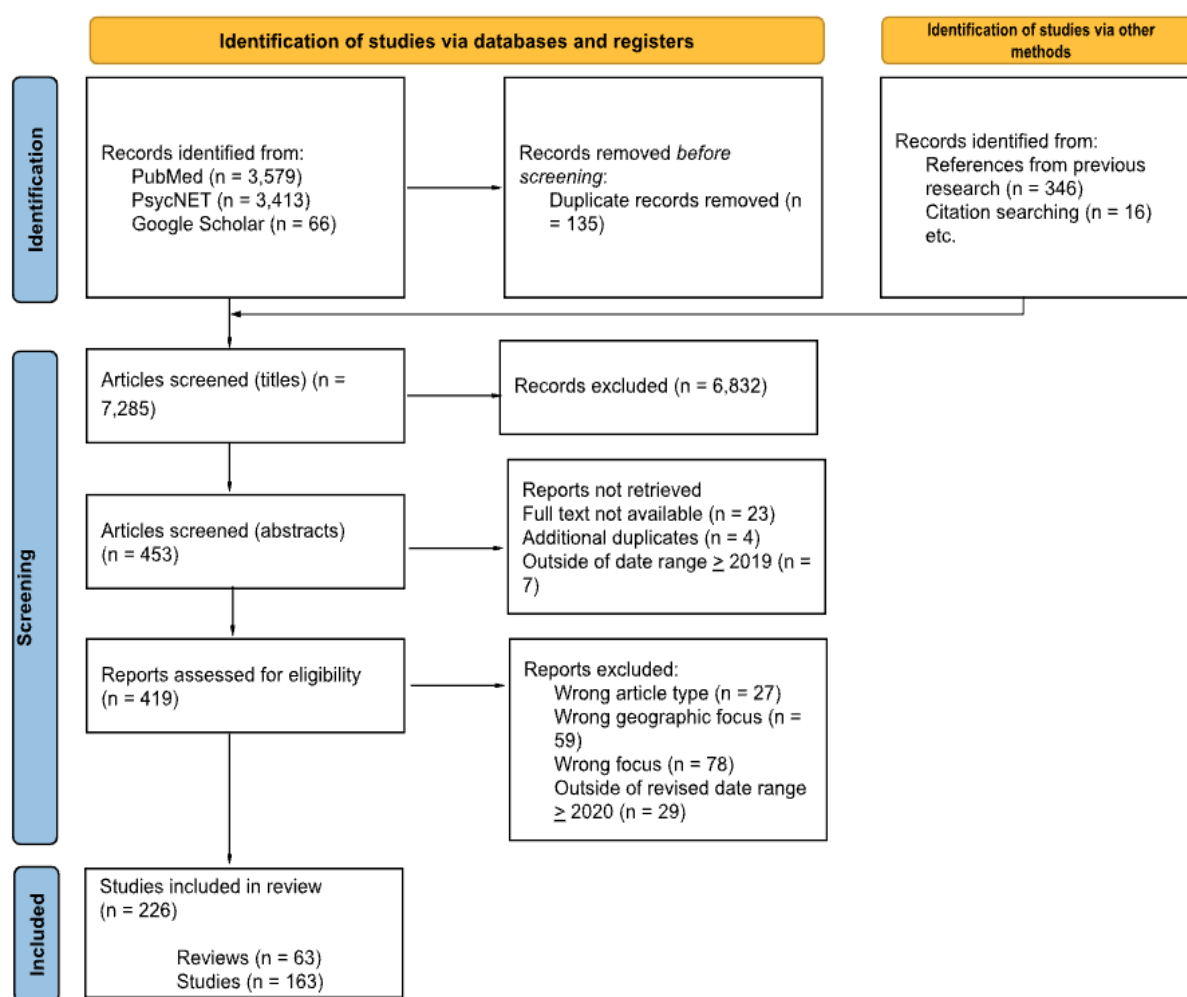 Identification of studies via databases and registers
Identification of studies via other
methods
Identification
Records identified from:
PubMed (n = 3,579)
PsycNET (n = 3,413)
Google Scholar (n = 66)
Records removed before
screening:
Duplicate records removed (n
= 135)
Records identified from:
References from previous
research (n = 346)
Citation searching (n = 16)
etc.
Screening
Articles screened (titles) (n =
7,285)
Records excluded (n = 6,832)
Articles screened (abstracts)
(n = 453)
Reports not retrieved
Full text not available (n = 23)
Additional duplicates (n = 4)
Outside of date range ≥ 2019 (n =
7)
Reports assessed for eligibility
(n = 419)
Reports excluded:
Wrong article type (n = 27)
Wrong geographic focus (n =
59)
Wrong focus (n = 78)
Outside of revised date range
≥ 2020 (n = 29)
Included
Studies included in review
(n = 226)
Reviews (n = 63)
Studies (n = 163)